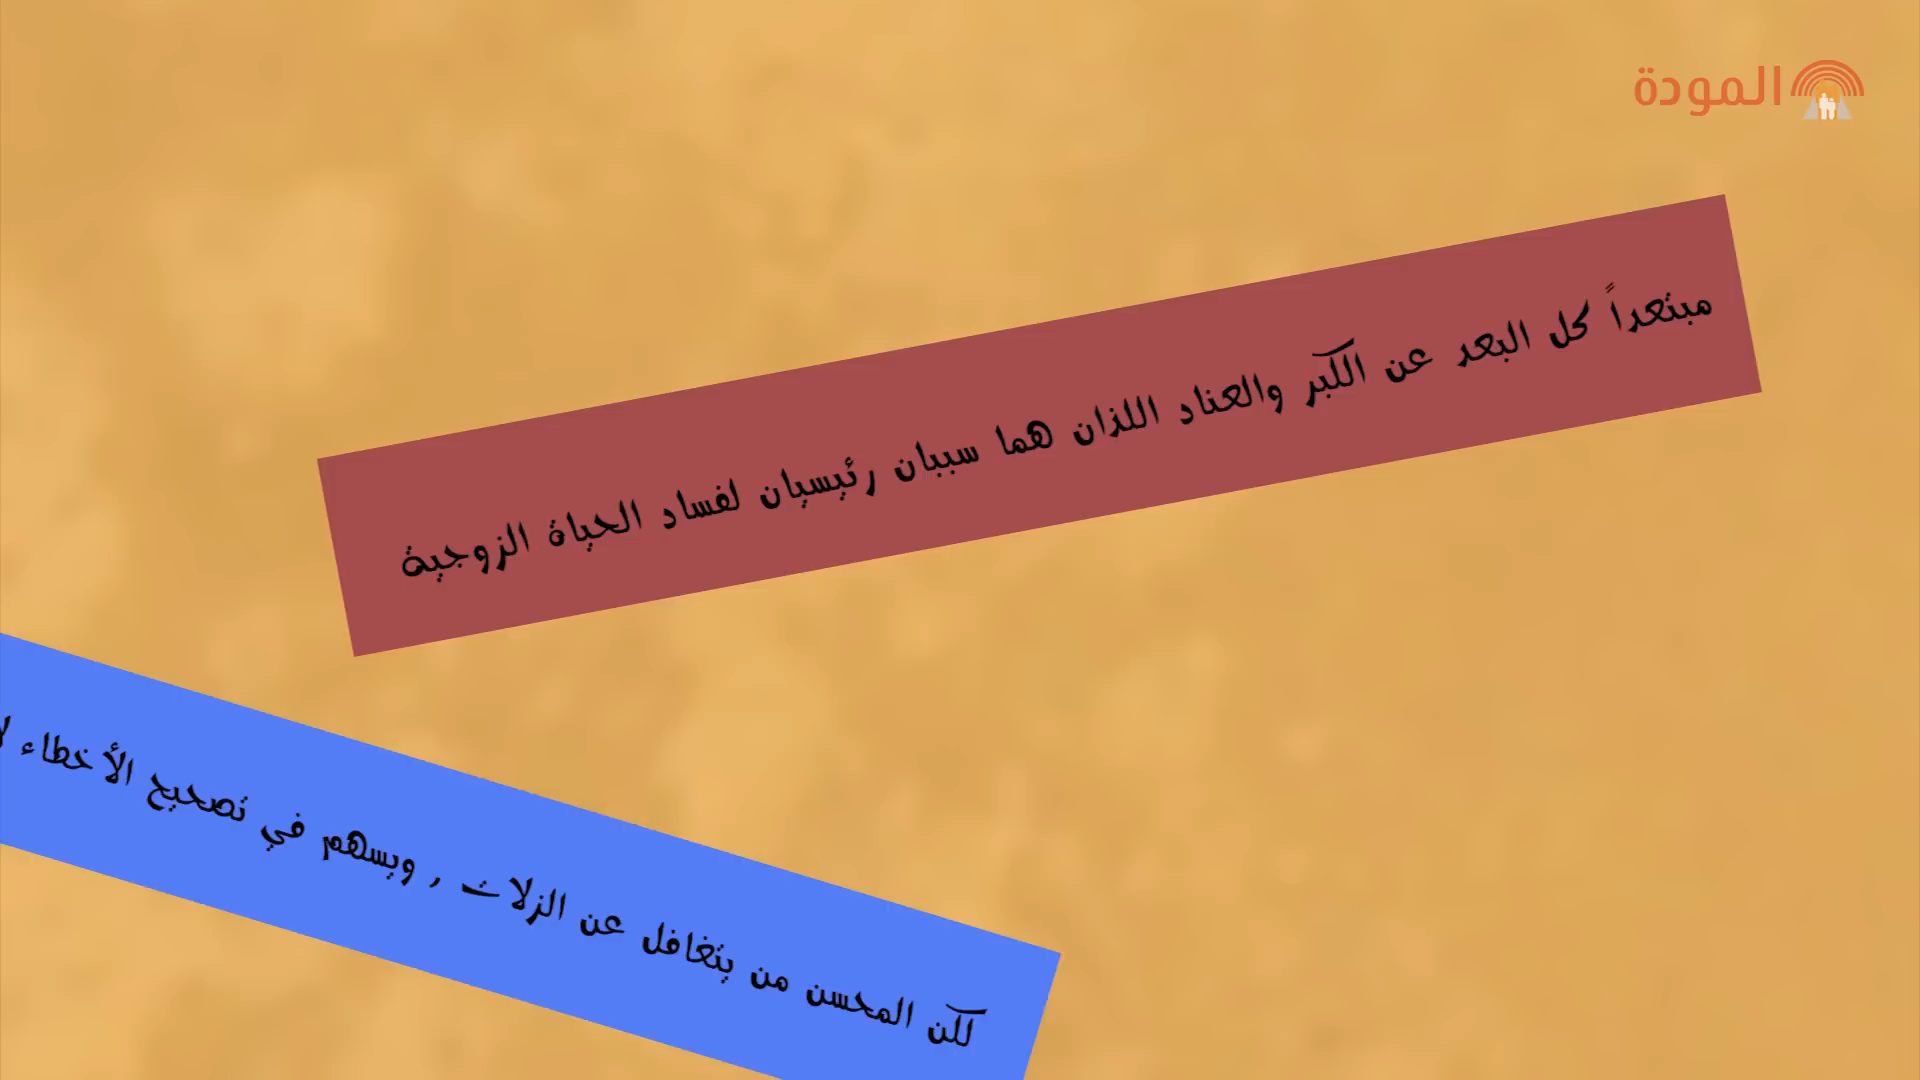 المودة
مبتعداً كل البعد عن الكبر والعناد اللذان هما سببان رئيسيان لفساد الحياة الزوجية
لكن المحسن من يتغافل عن الزلات , ويسهم في تصحيح الأخطاء